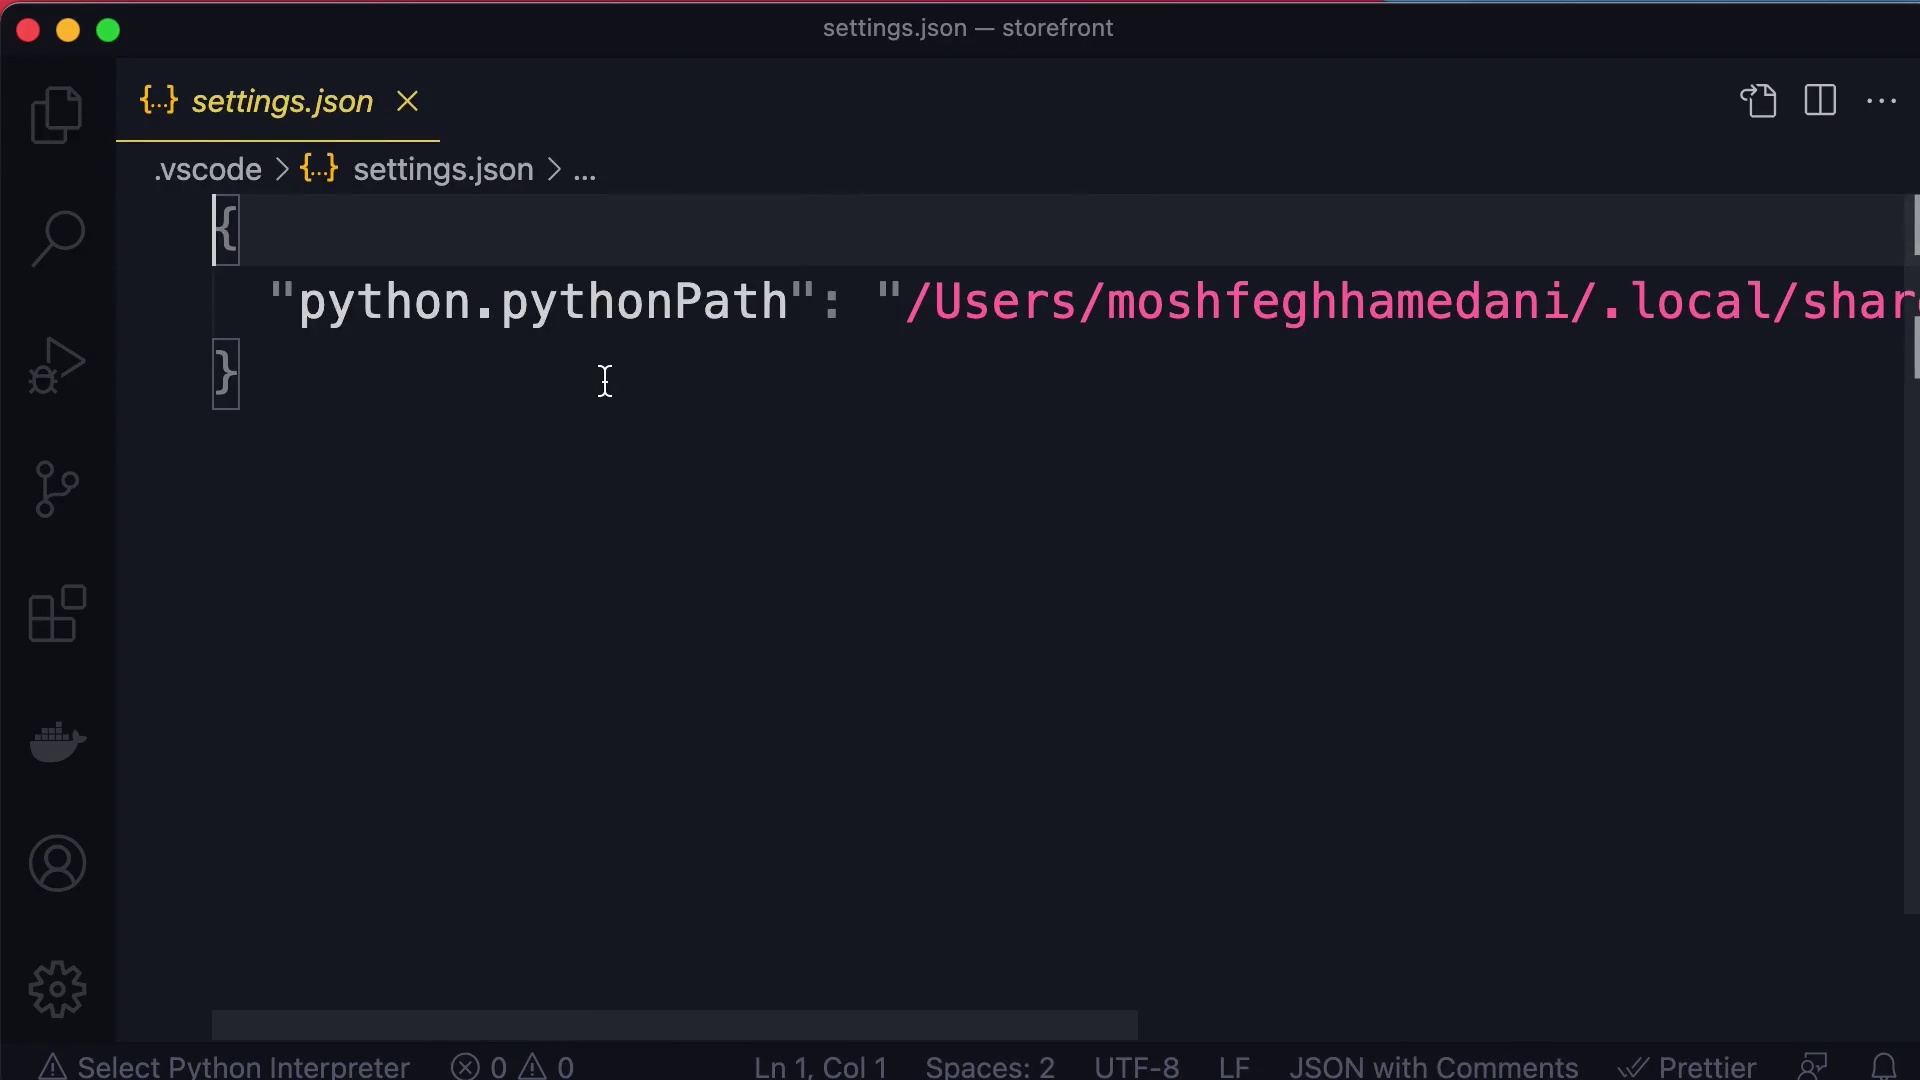 settings.json — storefront
{...} settings.json
.vscode > {...} settings.json > ...
{
"python.pythonPath": "/Users/moshfeghhamedani/.local/shar
}
Select Python Interpreter 0 0 Ln 1, Col 1 Spaces: 2 UTF-8 LF JSON with Comments Prettier